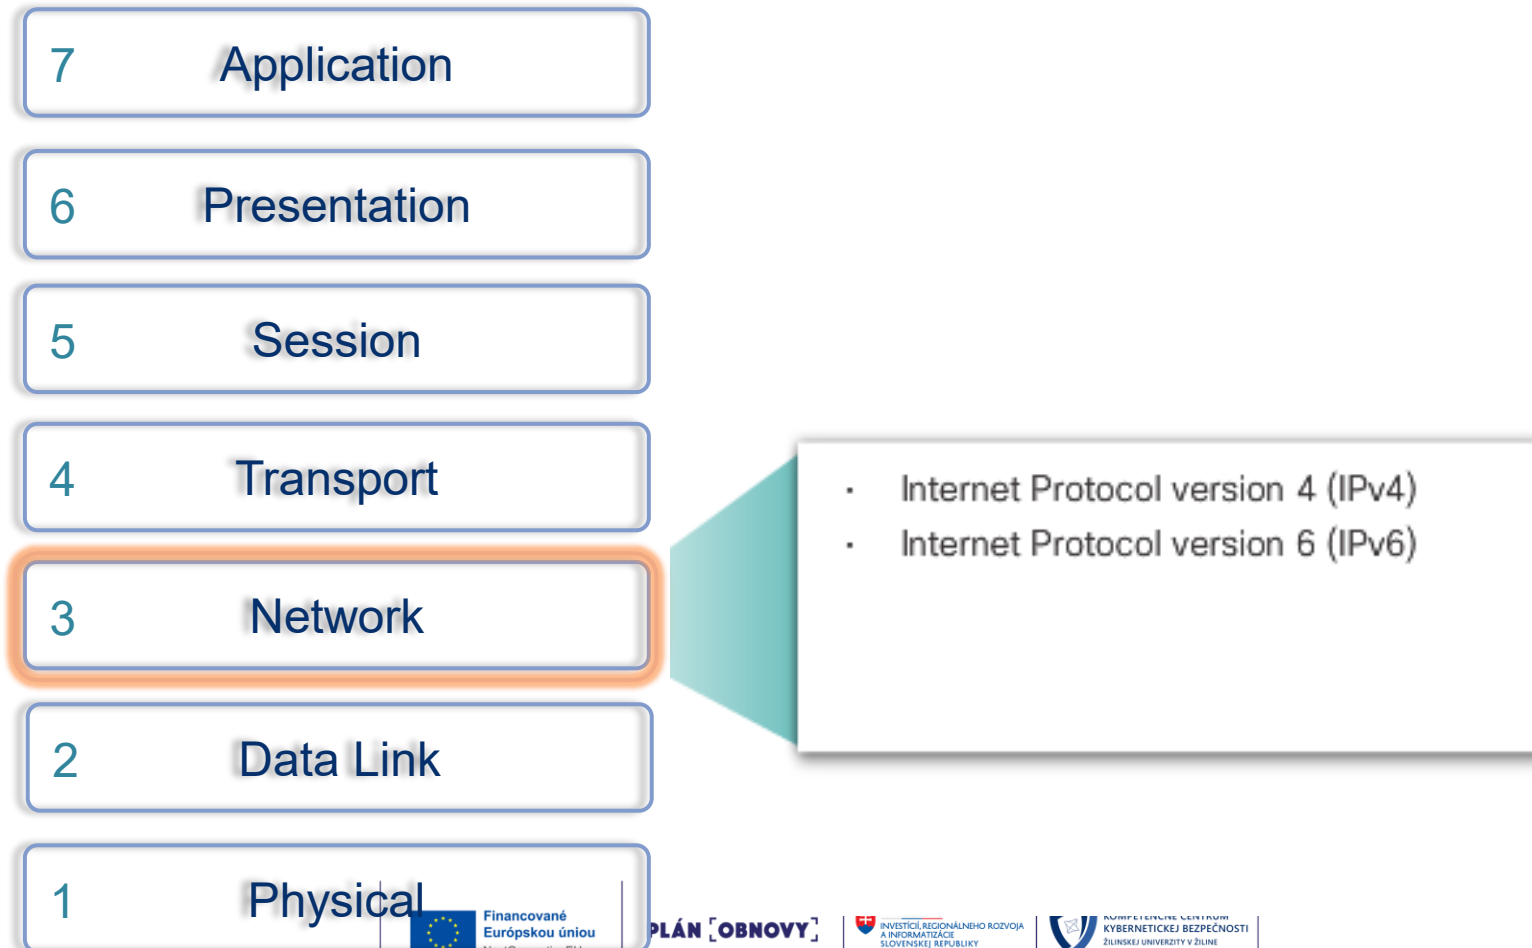 7 Application
6 Presentation
5 Session
4 Transport
3 Network
2 Data Link
1 Physical
· Internet Protocol version 4 (IPv4)
· Internet Protocol version 6 (IPv6)
Financované
Európskou úniou
PLÁN [OBNOVY]
INVESTÍCIÍ, REGIONÁLNEHO ROZVOJA
A INFORMATIZÁCIE
SLOVENSKEJ REPUBLIKY
KOMPETENČNÉ CENTRUM
KYBERNETICKEJ BEZPEČNOSTI
ŽILINSKEJ UNIVERZITY V ŽILINE